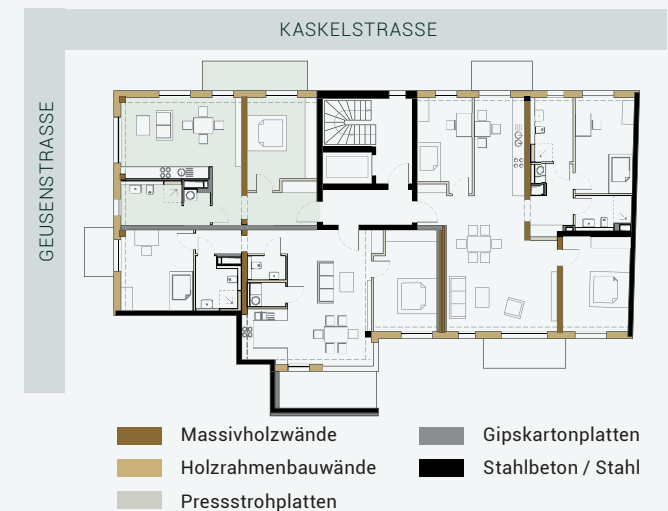 KASKELSTRASSE
GEUSENSTRASSE
Massivholzwände
Holzrahmenbauwände
Pressstrohplatten
Gipskartonplatten
Stahlbeton / Stahl